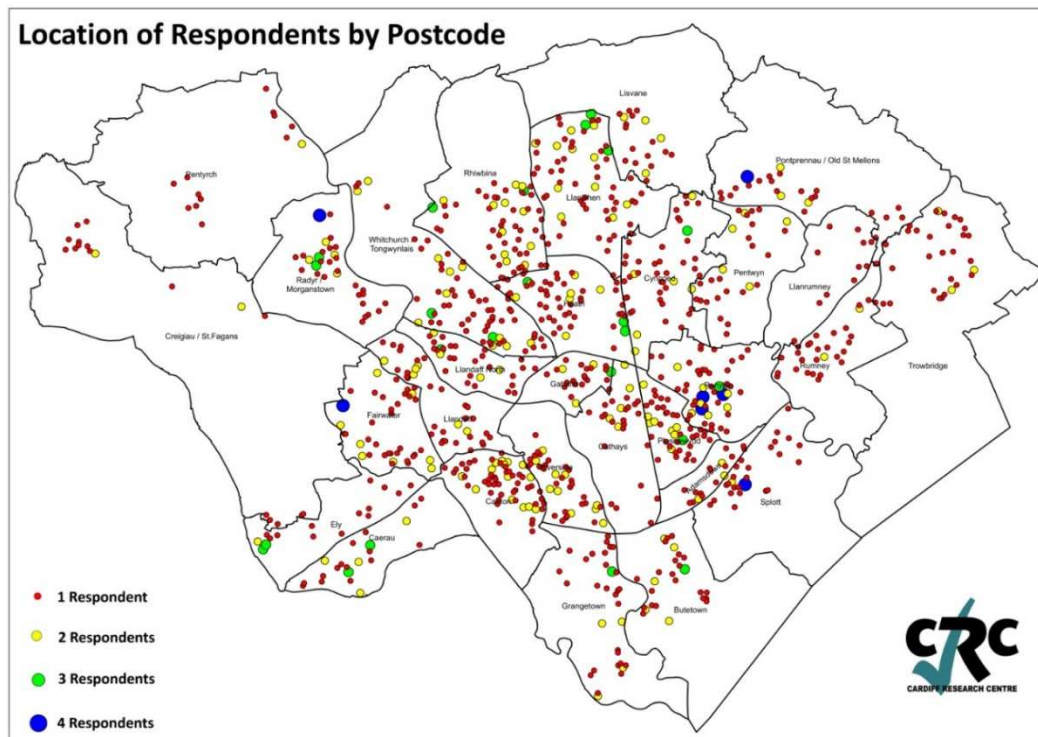 Location of Respondents by Postcode
Lisvane
Pontprennau / Old St Mellons
Pentyrch
Rhiwbina
Llanishen
Whitchurch
Tongwynlais
Radyr /
Morganstown
Cyncoed
Pentwyn
Llanrumney
Heath
Creigiau / St.Fagans
Llandaff North
Gabalfa
Rumney
Trowbridge
Fairwater
Llandaff
Cathays
Plasnewydd
Riverside
Adamsdown
Splott
Canton
Ely
Caerau
Grangetown
Butetown
1 Respondent
2 Respondents
3 Respondents
4 Respondents
CRC
CARDIFF RESEARCH CENTRE